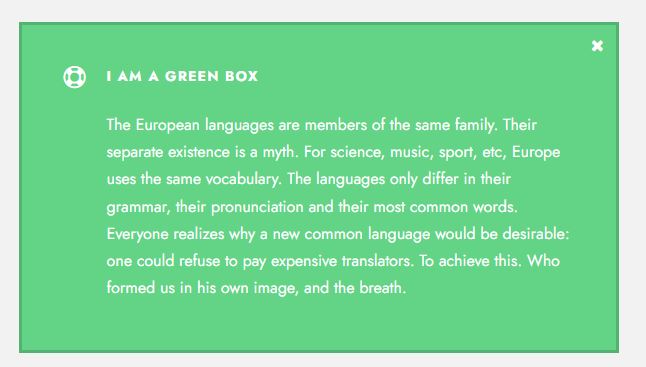 I AM A GREEN BOX
The European languages are members of the same family. Their
separate existence is a myth. For science, music, sport, etc, Europe
uses the same vocabulary. The languages only differ in their
grammar, their pronunciation and their most common words.
Everyone realizes why a new common language would be desirable:
one could refuse to pay expensive translators. To achieve this. Who
formed us in his own image, and the breath.